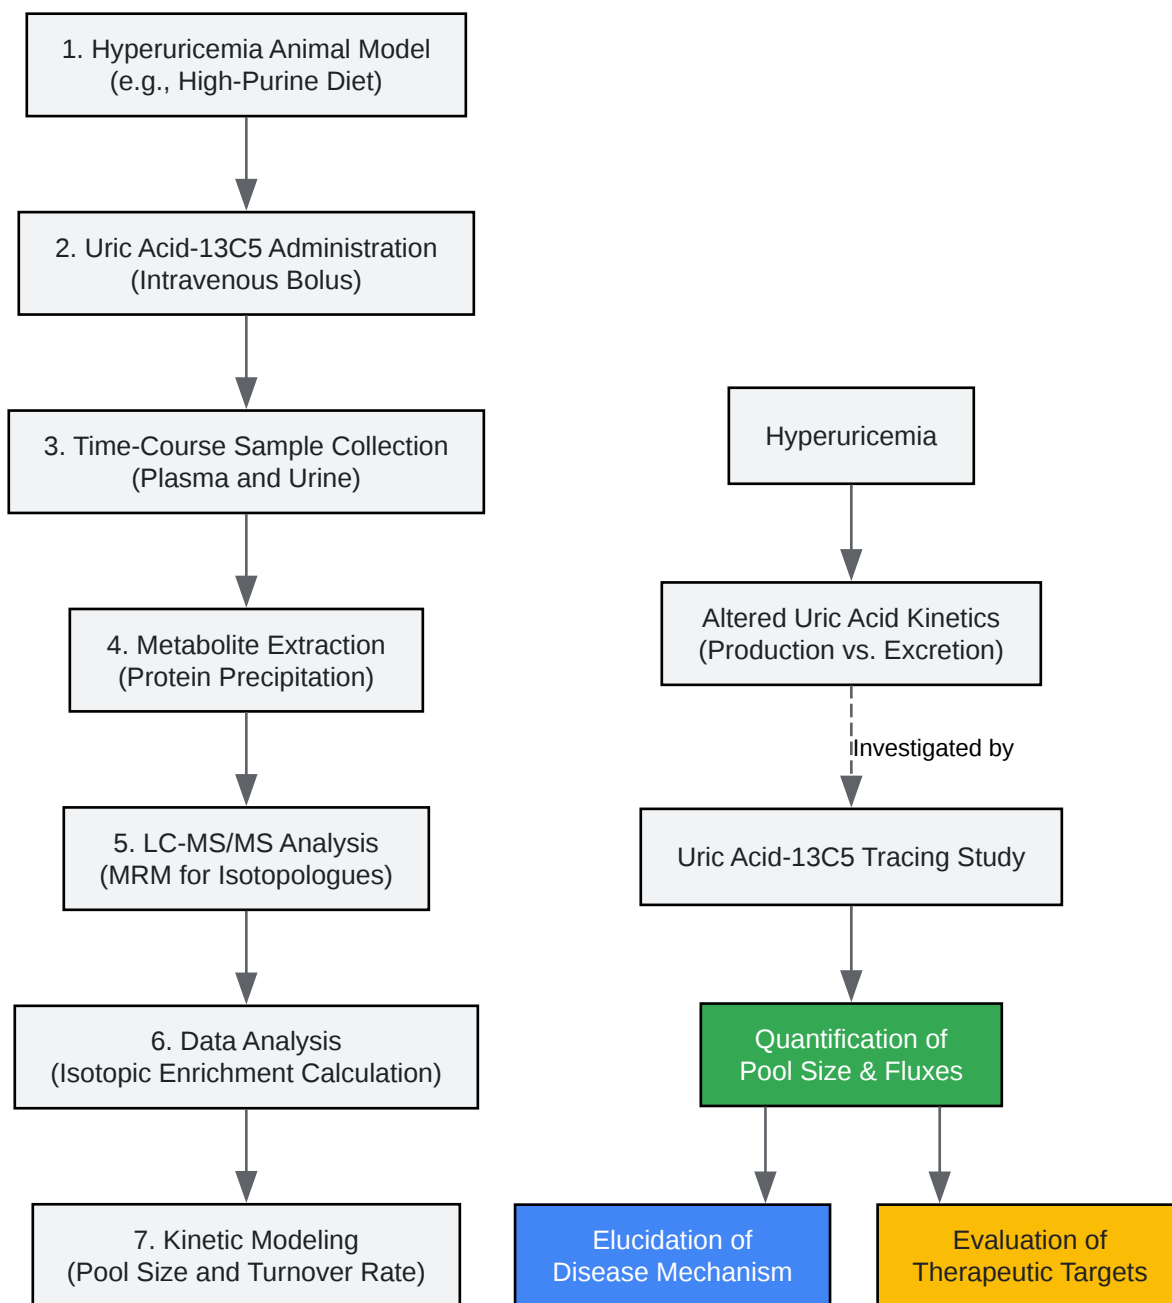 1. Hyperuricemia Animal Model
(e.g., High-Purine Diet)
2. Uric Acid-13C5 Administration
(Intravenous Bolus)
3. Time-Course Sample Collection
(Plasma and Urine)
4. Metabolite Extraction
(Protein Precipitation)
5. LC-MS/MS Analysis
(MRM for Isotopologues)
6. Data Analysis
(Isotopic Enrichment Calculation)
7. Kinetic Modeling
(Pool Size and Turnover Rate)
Hyperuricemia
Altered Uric Acid Kinetics
(Production vs. Excretion)
Investigated by
Uric Acid-13C5 Tracing Study
Quantification of
Pool Size & Fluxes
Elucidation of
Disease Mechanism
Evaluation of
Therapeutic Targets